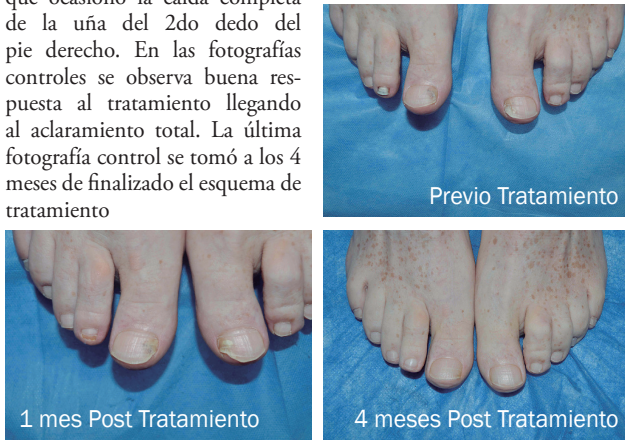 que ocasionó la caída completa
de la uña del 2do dedo del
pie derecho. En las fotografías
controles se observa buena res-
puesta al tratamiento llegando
al aclaramiento total. La última
fotografía control se tomó a los 4
meses de finalizado el esquema de
tratamiento
Previo Tratamiento
1 mes Post Tratamiento
4 meses Post Tratamiento